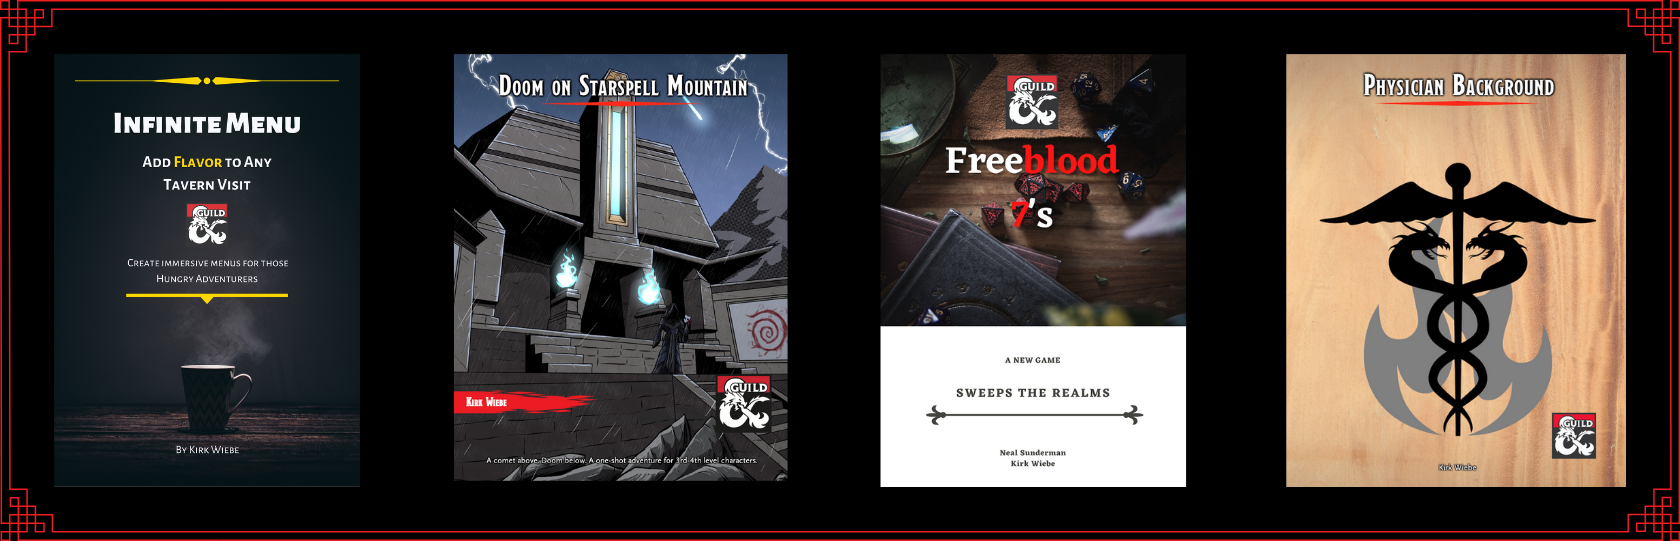 Infinite Menu
Add Flavor to Any
Tavern Visit
GUILD
Create immersive menus for those
Hungry Adventurers
By Kirk Wiebe
Doom on Starspell Mountain
Kirk Wiebe
GUILD
A comet above. Doom below. A one-shot adventure for 3rd-4th level characters.
GUILD
Freeblood
7's
A NEW GAME
SWEEPS THE REALMS
Neal Sunderman
Kirk Wiebe
Physician Background
GUILD
Kirk Wiebe